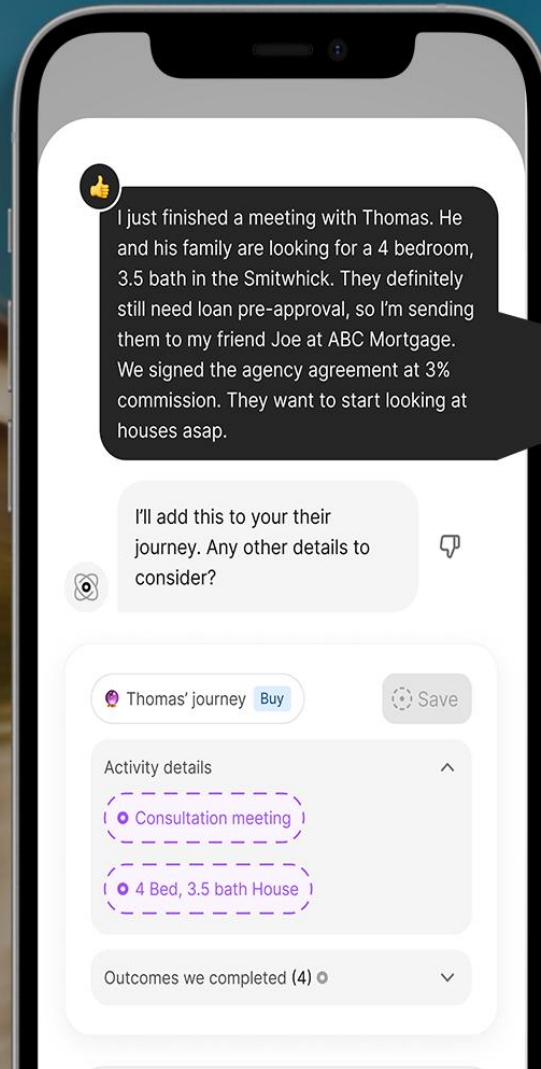 I just finished a meeting with Thomas. He
and his family are looking for a 4 bedroom,
3.5 bath in the Smitwhick. They definitely
still need loan pre-approval, so I'm sending
them to my friend Joe at ABC Mortgage.
We signed the agency agreement at 3%
commission. They want to start looking at
houses asap.
I'll add this to your their
journey. Any other details to
consider?
Thomas' journey Buy
Save
Activity details
Consultation meeting
4 Bed, 3.5 bath House
Outcomes we completed (4)